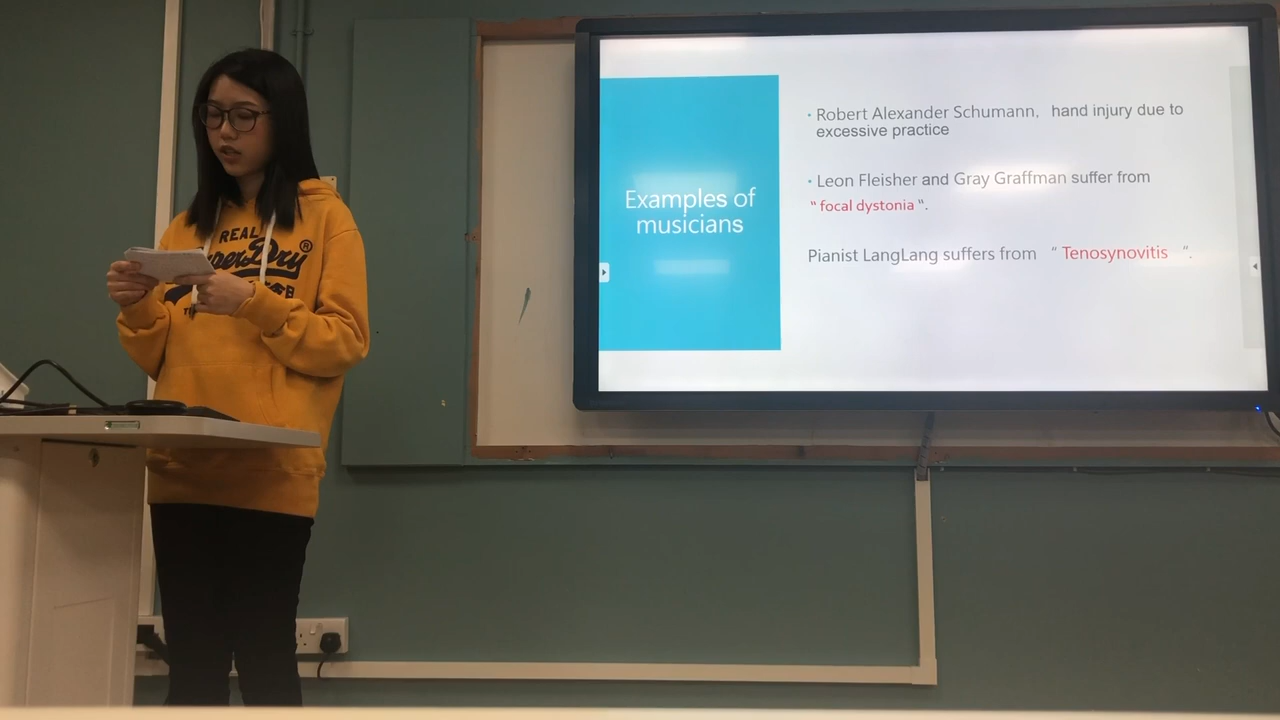 REAL
SuperDry®
Examples of
musicians
• Robert Alexander Schumann, hand injury due to
excessive practice
• Leon Fleisher and Gray Graffman suffer from
“ focal dystonia “.
Pianist LangLang suffers from “ Tenosynovitis “.